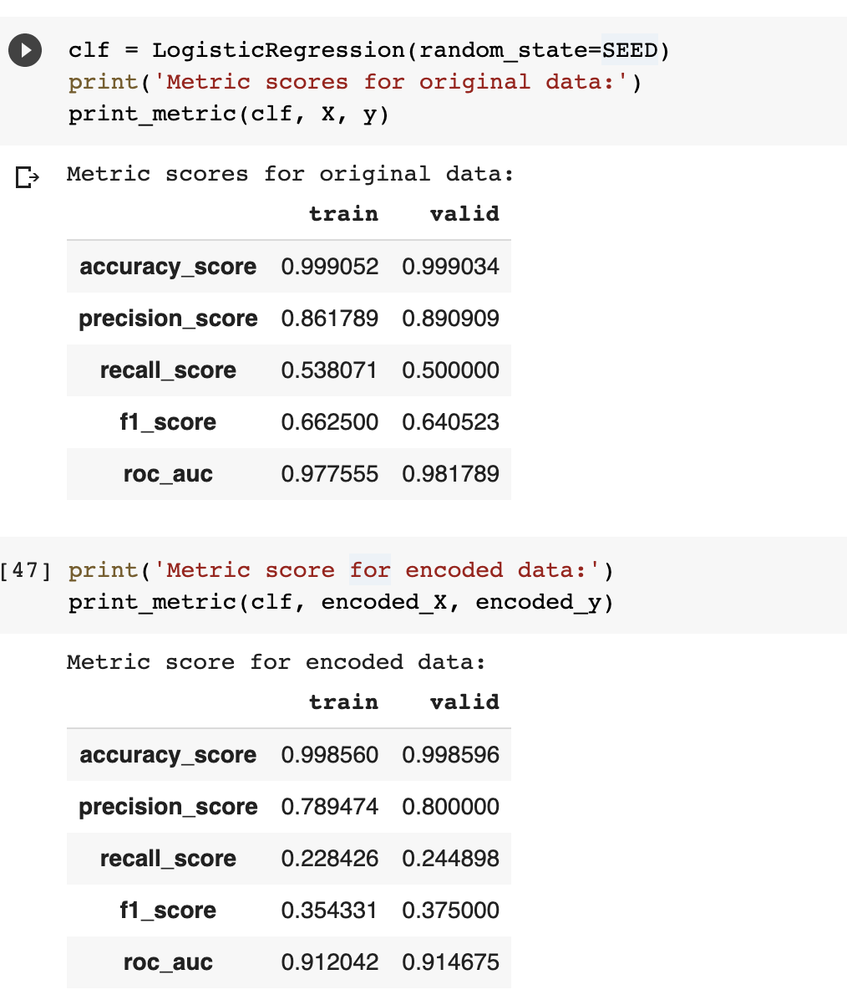 clf = LogisticRegression(random_state=SEED)
print('Metric scores for original data:')
print_metric(clf, X, y)
Metric scores for original data:
train valid
accuracy_score 0.999052 0.999034
precision_score 0.861789 0.890909
recall_score 0.538071 0.500000
f1_score 0.662500 0.640523
roc_auc 0.977555 0.981789
[47] print('Metric score for encoded data:')
print_metric(clf, encoded_X, encoded_y)
Metric score for encoded data:
train valid
accuracy_score 0.998560 0.998596
precision_score 0.789474 0.800000
recall_score 0.228426 0.244898
f1_score 0.354331 0.375000
roc_auc 0.912042 0.914675